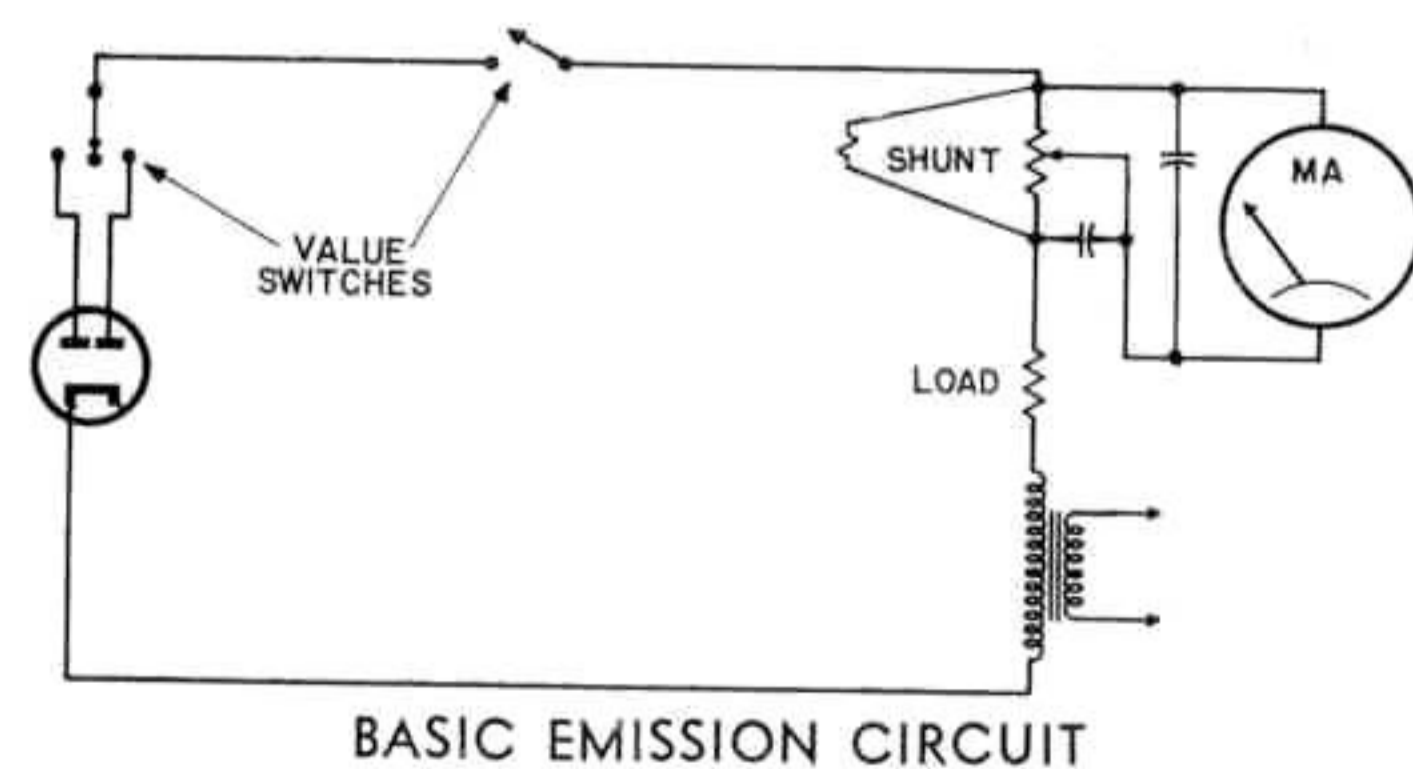 SHUNT
MA
VALUE
SWITCHES
LOAD
BASIC EMISSION CIRCUIT